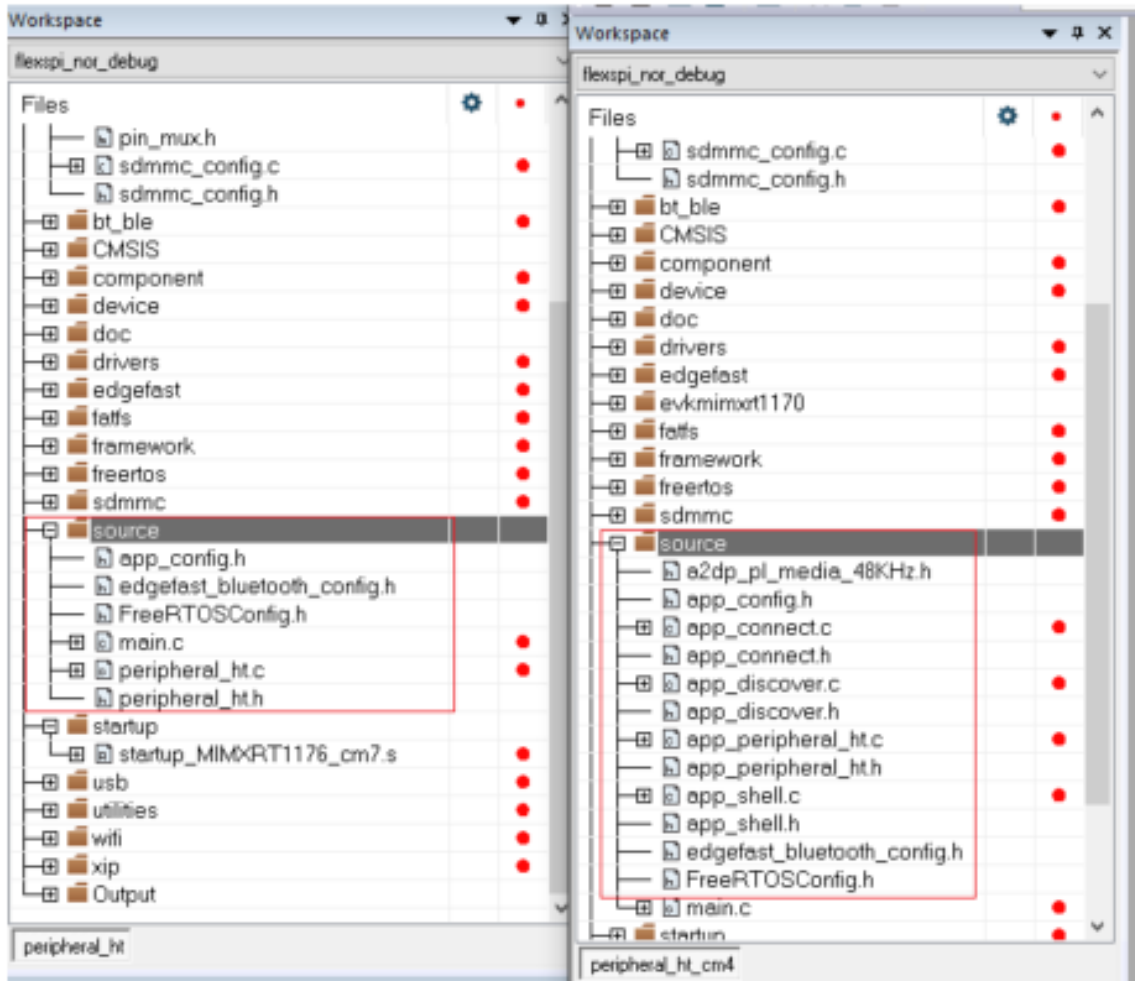 Workspace
flexspi_nor_debug
Files
pin_mux.h
sdmmc_config.c
sdmmc_config.h
bt_ble
CMSIS
component
device
doc
drivers
edgefast
fatfs
framework
freertos
sdmmc
source
app_config.h
edgefast_bluetooth_config.h
FreeRTOSConfig.h
main.c
peripheral_ht.c
peripheral_ht.h
startup
startup_MIMXRT1176_cm7.s
usb
utilities
wifi
xip
Output
peripheral_ht
Workspace
flexspi_nor_debug
Files
sdmmc_config.c
sdmmc_config.h
bt_ble
CMSIS
component
device
doc
drivers
edgefast
evkmimxrt1170
fatfs
framework
freertos
sdmmc
source
a2dp_pl_media_48KHz.h
app_config.h
app_connect.c
app_connect.h
app_discover.c
app_discover.h
app_peripheral_ht.c
app_peripheral_ht.h
app_shell.c
app_shell.h
edgefast_bluetooth_config.h
FreeRTOSConfig.h
main.c
startup
peripheral_ht_cm4